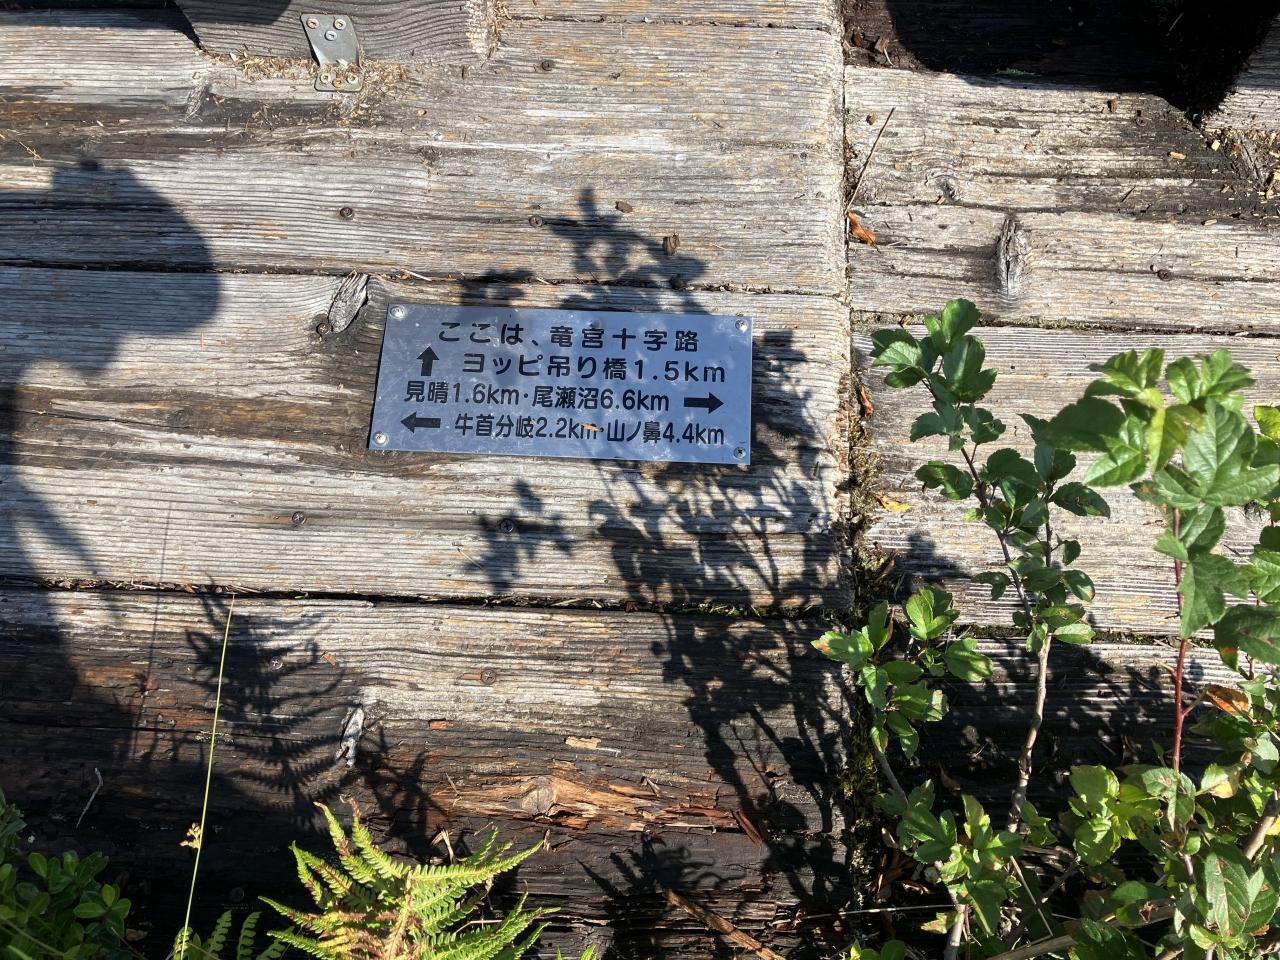 ここは、竜宮十字路
↑ ヨッピ吊り橋1.5km
見晴1.6km・尾瀬沼6.6km →
← 牛首分岐2.2km・山ノ鼻4.4km